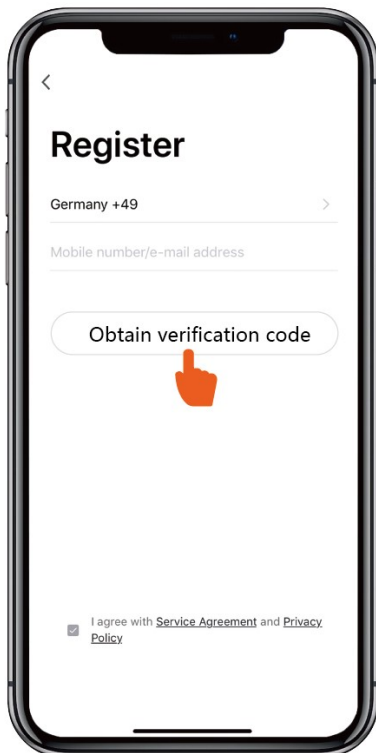 Register
Germany +49
Mobile number/e-mail address
Obtain verification code
I agree with Service Agreement and Privacy
Policy